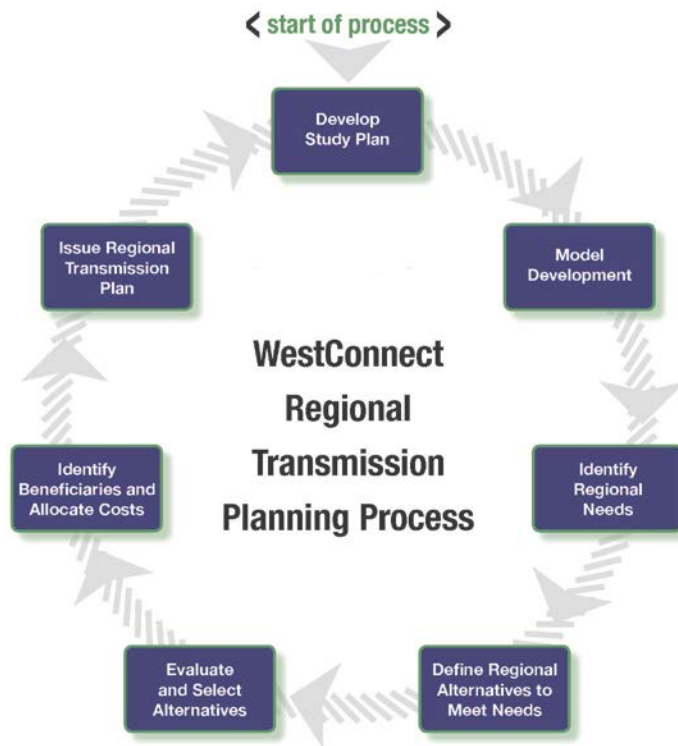 < start of process >
Develop
Study Plan
Model
Development
Identify
Regional
Needs
Define Regional
Alternatives to
Meet Needs
Evaluate
and Select
Alternatives
Identify
Beneficiaries and
Allocate Costs
Issue Regional
Transmission
Plan
WestConnect
Regional
Transmission
Planning Process